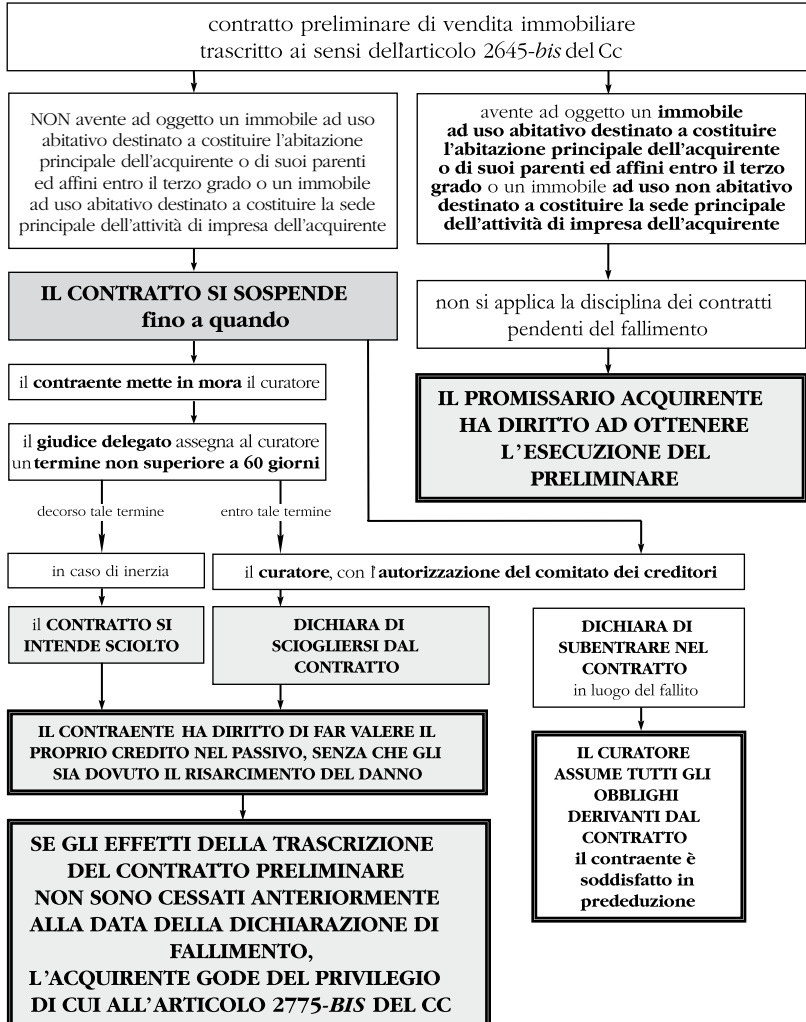 contratto preliminare di vendita immobiliare
trascritto ai sensi dell'articolo 2645-bis del Cc
NON avente ad oggetto un immobile ad uso
abitativo destinato a costituire l'abitazione
principale dell'acquirente o di suoi parenti
ed affini entro il terzo grado o un immobile
ad uso abitativo destinato a costituire la sede
principale dell'attività di impresa dell'acquirente
avente ad oggetto un immobile
ad uso abitativo destinato a costituire
l'abitazione principale dell'acquirente
o di suoi parenti ed affini entro il terzo
grado o un immobile ad uso non abitativo
destinato a costituire la sede principale
dell'attività di impresa dell'acquirente
IL CONTRATTO SI SOSPENDE
fino a quando
non si applica la disciplina dei contratti
pendenti del fallimento
il contraente mette in mora il curatore
IL PROMISSARIO ACQUIRENTE
HA DIRITTO AD OTTENERE
L'ESECUZIONE DEL
PRELIMINARE
il giudice delegato assegna al curatore
un termine non superiore a 60 giorni
decorso tale termine
entro tale termine
in caso di inerzia
il curatore, con l'autorizzazione del comitato dei creditori
il CONTRATTO SI
INTENDE SCIOLTO
DICHIARA DI
SCIOGLIERSI DAL
CONTRATTO
DICHIARA DI
SUBENTRARE NEL
CONTRATTO
in luogo del fallito
IL CONTRAENTE HA DIRITTO DI FAR VALERE IL
PROPRIO CREDITO NEL PASSIVO, SENZA CHE GLI
SIA DOVUTO IL RISARCIMENTO DEL DANNO
IL CURATORE
ASSUME TUTTI GLI
OBBLIGHI
DERIVANTI DAL
CONTRATTO
il contraente è
soddisfatto in
prededuzione
SE GLI EFFETTI DELLA TRASCRIZIONE
DEL CONTRATTO PRELIMINARE
NON SONO CESSATI ANTERIORMENTE
ALLA DATA DELLA DICHIARAZIONE DI
FALLIMENTO,
L'ACQUIRENTE GODE DEL PRIVILEGIO
DI CUI ALL'ARTICOLO 2775-BIS DEL CC